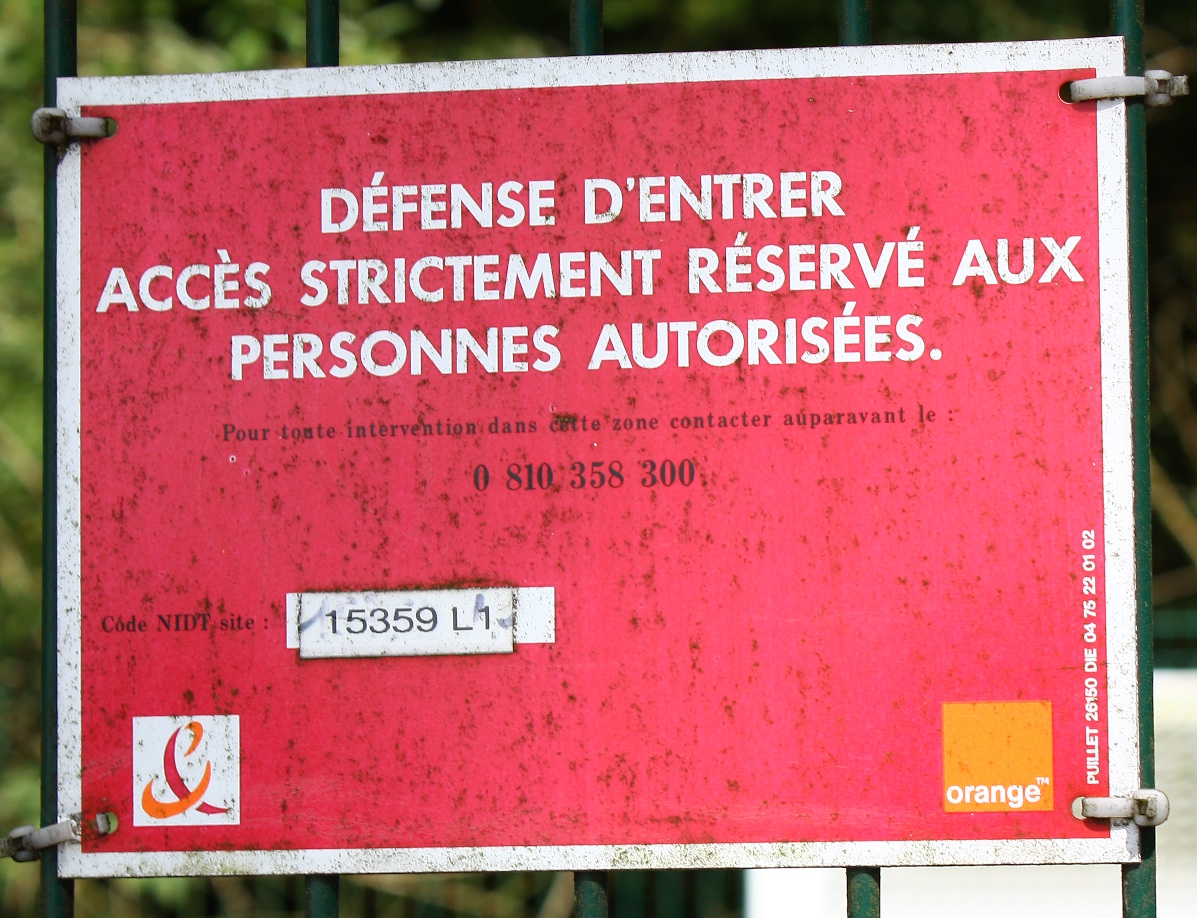 DÉFENSE D'ENTRER
ACCÈS STRICTEMENT RÉSERVÉ AUX
PERSONNES AUTORISÉES.
Pour toute intervention dans cette zone contacter auparavant le :
0 810 358 300
Code NIDT site : 15359 L1
orange™
PUILLET 26150 DIE 04 75 22 01 02